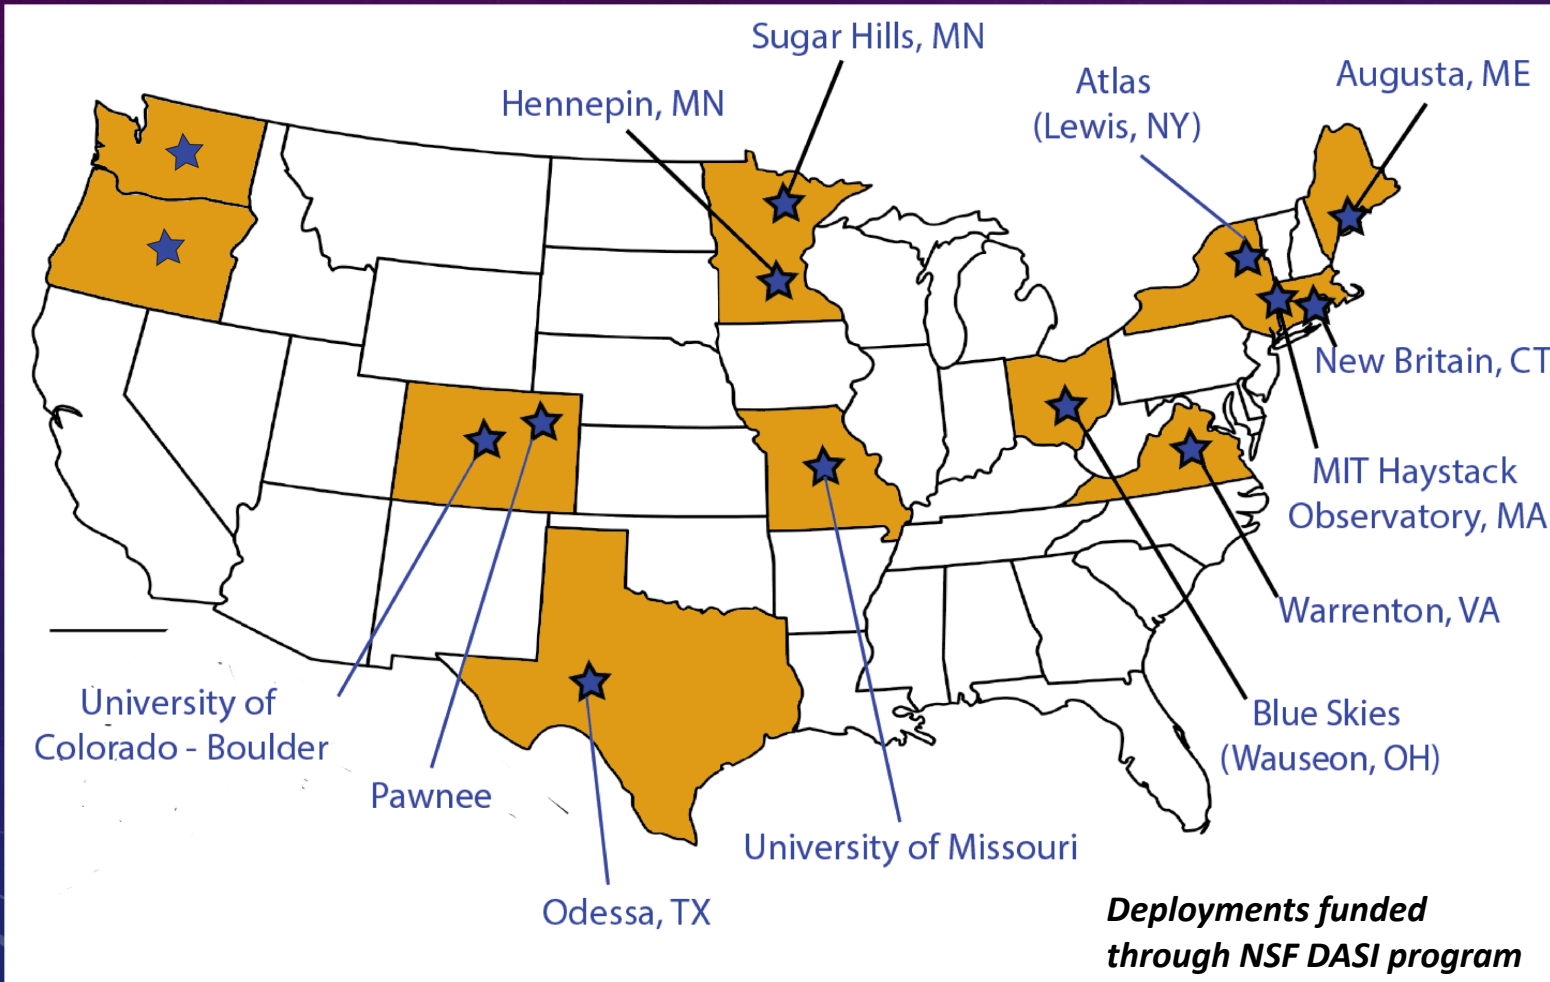 Sugar Hills, MN
Hennepin, MN
Atlas
(Lewis, NY)
Augusta, ME
New Britain, CT
MIT Haystack
Observatory, MA
Warrenton, VA
Blue Skies
(Wauseon, OH)
University of
Colorado - Boulder
Pawnee
University of Missouri
Odessa, TX
Deployments funded
through NSF DASI program